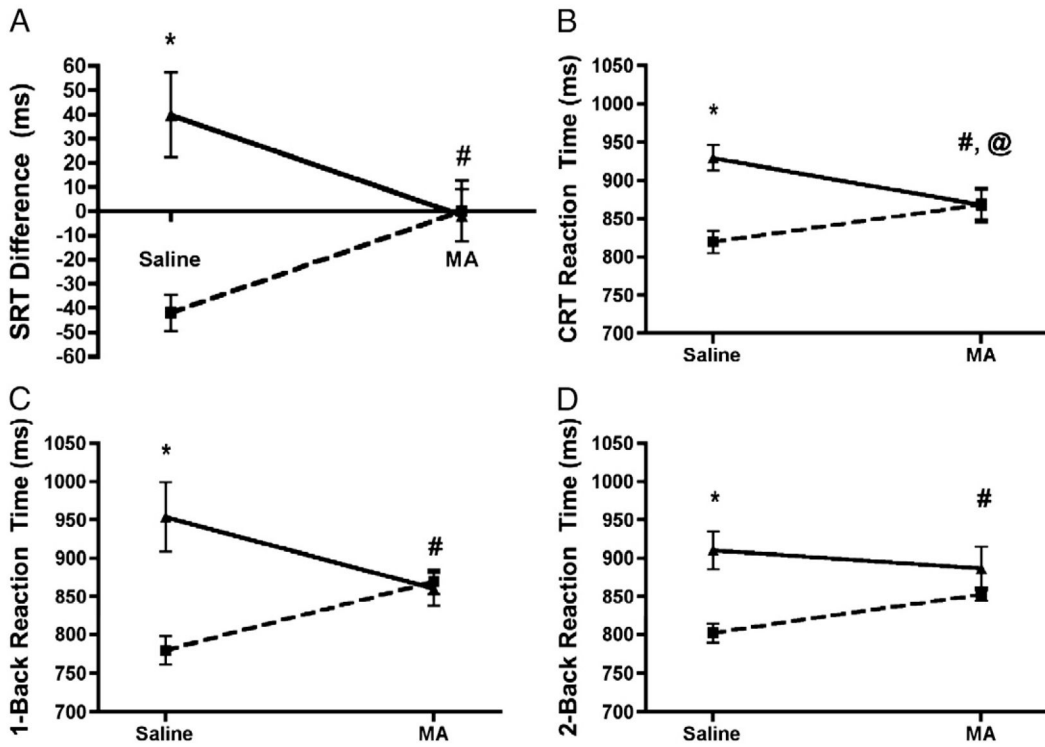 A
*
SRT Difference (ms)
60
50
40
30
20
10
0
-10
-20
-30
-40
-50
-60
#
Saline
MA
B
CRT Reaction Time (ms)
1050
1000
950
900
850
800
750
700
*
#, @
Saline
MA
C
1-Back Reaction Time (ms)
1050
1000
950
900
850
800
750
700
*
#
Saline
MA
D
2-Back Reaction Time (ms)
1050
1000
950
900
850
800
750
700
*
#
Saline
MA